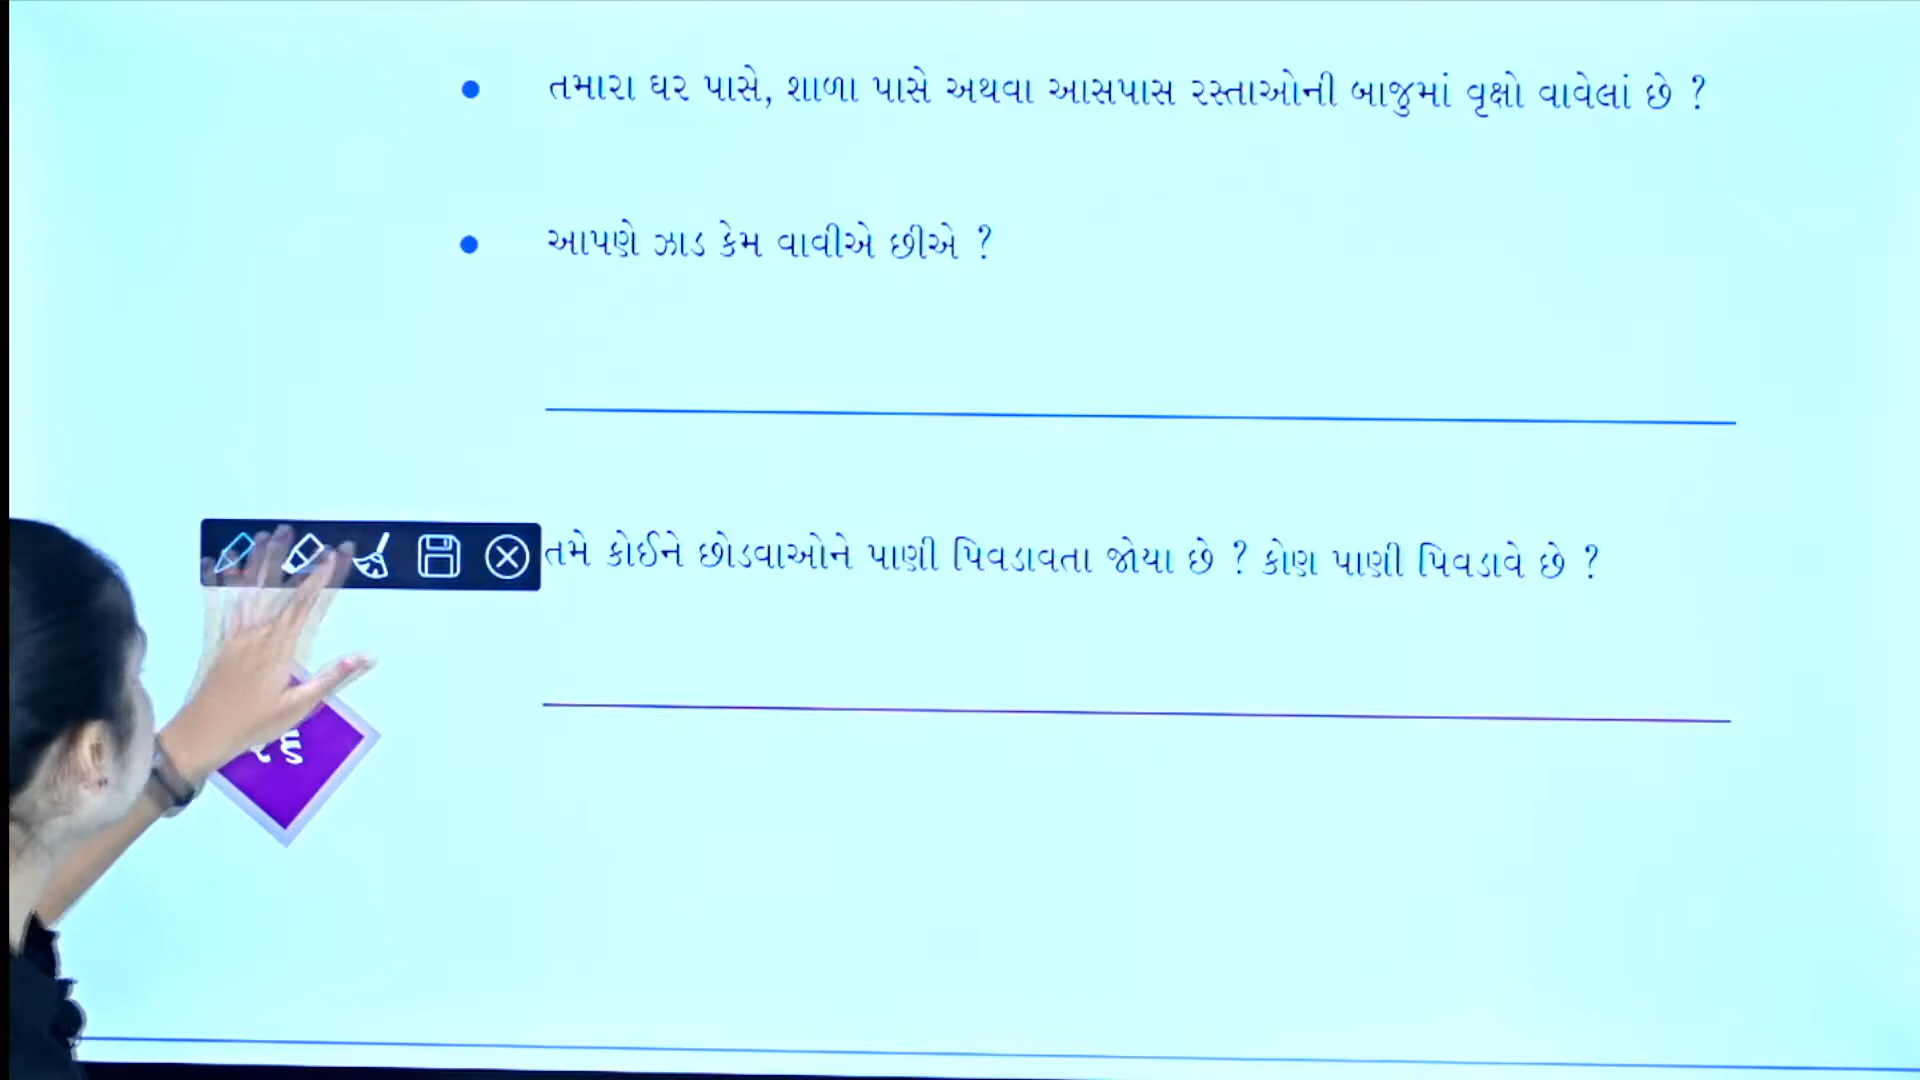 તમારા ઘર પાસે, શાળા પાસે અથવા આસપાસ રસ્તાઓની બાજુમાં વૃક્ષો વાવેલાં છે ?
આપણે ઝાડ કેમ વાવીએ છીએ ?
તમે કોઈને છોડવાઓને પાણી પિવડાવતા જોયા છે ? કોણ પાણી પિવડાવે છે ?